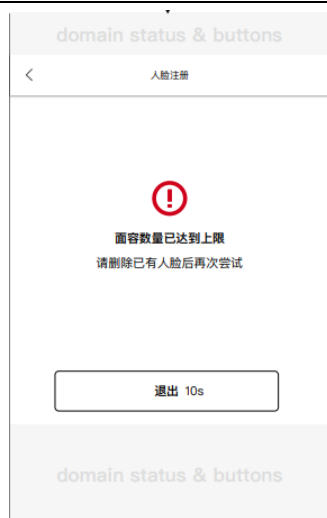 domain status & buttons
人脸注册
面容数量已达到上限
请删除已有人脸后再次尝试
退出 10s
domain status & buttons